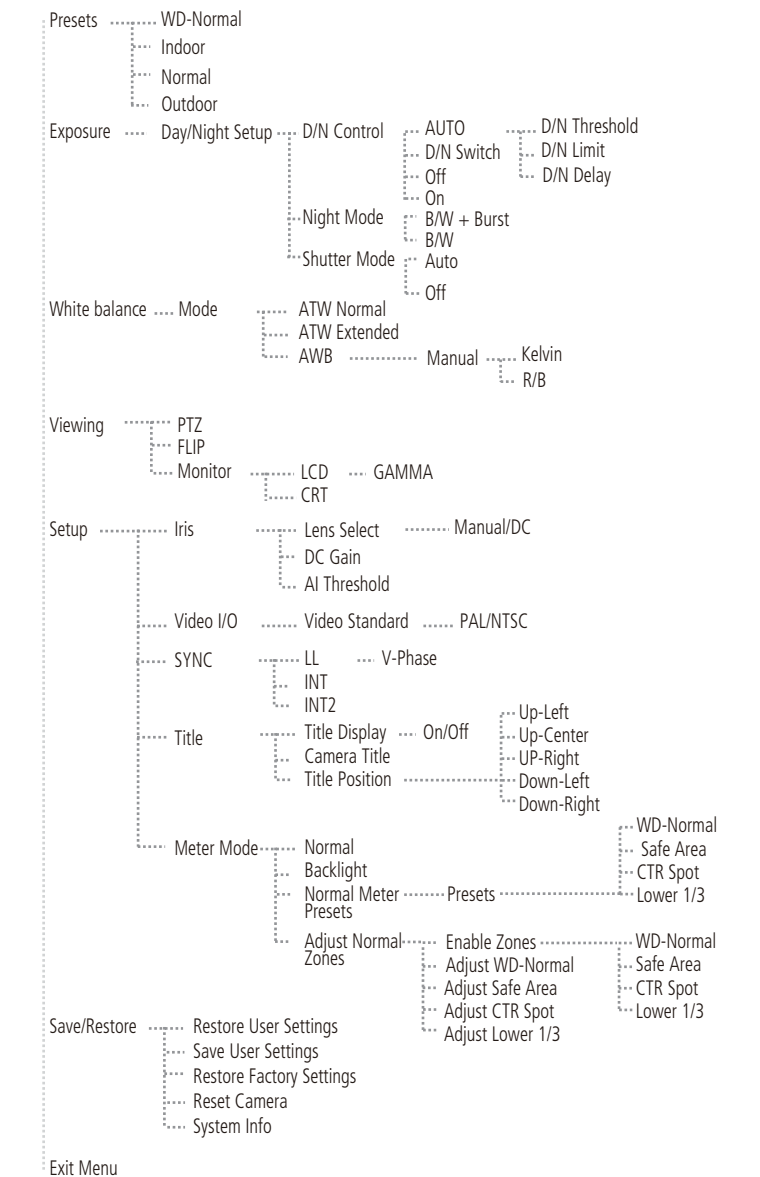 Presets WD-Normal
Indoor
Normal
Outdoor
Exposure Day/Night Setup D/N Control AUTO D/N Threshold
D/N Switch D/N Limit
Off D/N Delay
On
Night Mode B/W + Burst
B/W
Shutter Mode Auto
Off
White balance Mode ATW Normal
ATW Extended
AWB Manual Kelvin
R/B
Viewing PTZ
FLIP
Monitor LCD GAMMA
CRT
Setup Iris Lens Select Manual/DC
DC Gain
AI Threshold
Video I/O Video Standard PAL/NTSC
SYNC LL V-Phase
INT
INT2
Title Title Display On/Off Up-Left
Camera Title Up-Center
Title Position UP-Right
Down-Left
Down-Right
Meter Mode Normal WD-Normal
Backlight Safe Area
Normal Meter Presets Presets CTR Spot
Lower 1/3
Adjust Normal Zones Enable Zones WD-Normal
Adjust WD-Normal Safe Area
Adjust Safe Area CTR Spot
Adjust CTR Spot Lower 1/3
Adjust Lower 1/3
Save/Restore Restore User Settings
Save User Settings
Restore Factory Settings
Reset Camera
System Info
Exit Menu